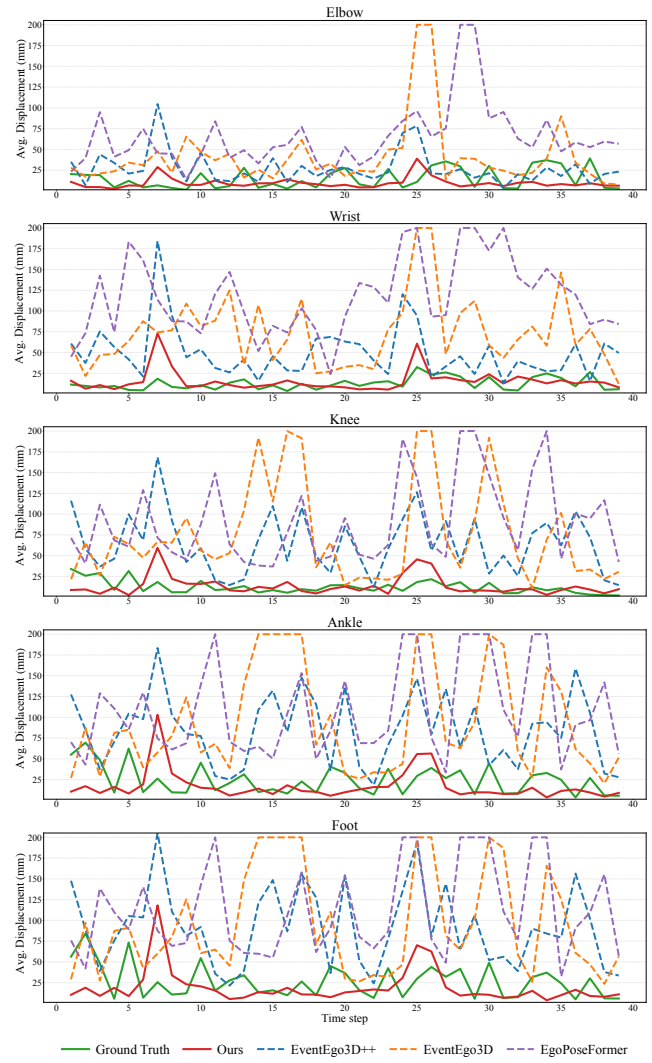 Elbow
Avg. Displacement (mm)
200
175
150
125
100
75
50
25
0 5 10 15 20 25 30 35 40
Wrist
Avg. Displacement (mm)
200
175
150
125
100
75
50
25
0 5 10 15 20 25 30 35 40
Knee
Avg. Displacement (mm)
200
175
150
125
100
75
50
25
0 5 10 15 20 25 30 35 40
Ankle
Avg. Displacement (mm)
200
175
150
125
100
75
50
25
0 5 10 15 20 25 30 35 40
Foot
Avg. Displacement (mm)
200
175
150
125
100
75
50
25
0 5 10 15 20 25 30 35 40
Time step
Ground Truth Ours EventEgo3D++ EventEgo3D EgoPoseFormer